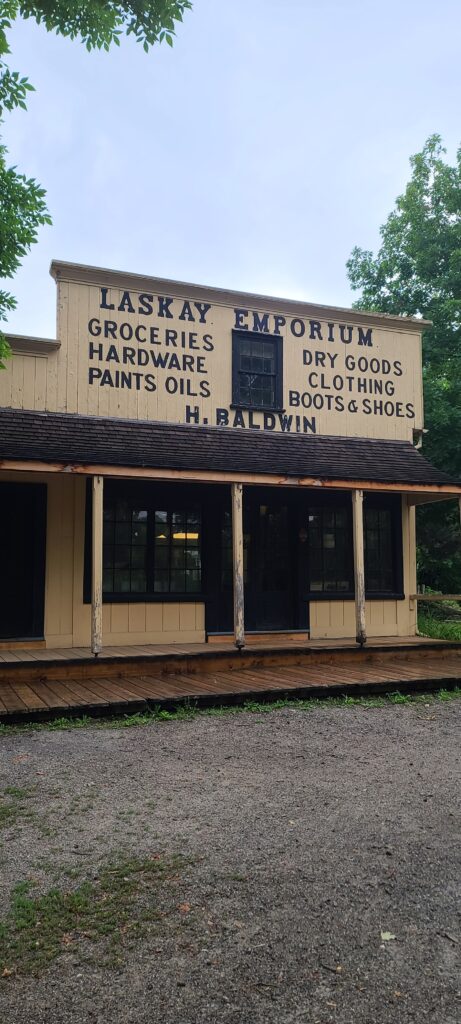 LASKAY EMPORIUM
GROCERIES
HARDWARE
PAINTS OILS
DRY GOODS
CLOTHING
BOOTS & SHOES
H. BALDWIN